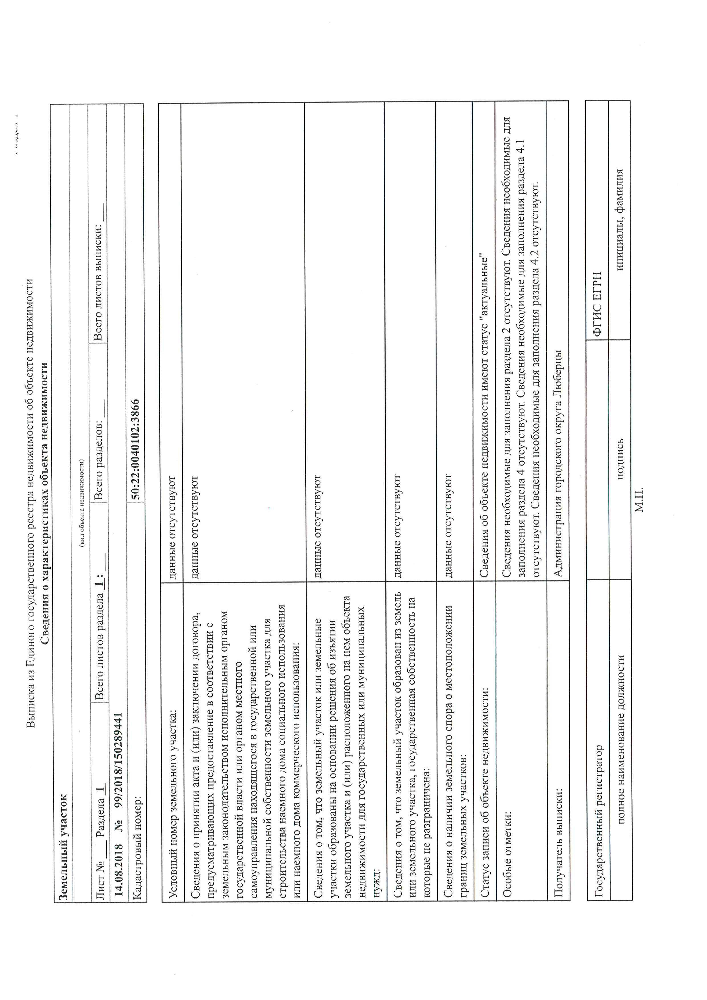 Выписка из Единого государственного реестра недвижимости об объекте недвижимости
Сведения о характеристиках объекта недвижимости
Земельный участок
(вид объекта недвижимости)
Лист № ___ Раздела 1 Всего листов раздела 1 : ___ Всего разделов: ___ Всего листов выписки: ___
14.08.2018 № 99/2018/150289441
Кадастровый номер: 50:22:0040102:3866
Условный номер земельного участка: данные отсутствуют
Сведения о принятии акта и (или) заключении договора, данные отсутствуют
предусматривающих предоставление в соответствии с
земельным законодательством исполнительным органом
государственной власти или органом местного
самоуправления находящегося в государственной или
муниципальной собственности земельного участка для
строительства наемного дома социального использования
или наемного дома коммерческого использования:
Сведения о том, что земельный участок или земельные данные отсутствуют
участки образованы на основании решения об изъятии
земельного участка и (или) расположенного на нем объекта
недвижимости для государственных или муниципальных
нужд:
Сведения о том, что земельный участок образован из земель данные отсутствуют
или земельного участка, государственная собственность на
которые не разграничена:
Сведения о наличии земельного спора о местоположении данные отсутствуют
границ земельных участков:
Статус записи об объекте недвижимости: Сведения об объекте недвижимости имеют статус "актуальные"
Особые отметки: Сведения необходимые для заполнения раздела 2 отсутствуют. Сведения необходимые для
заполнения раздела 4 отсутствуют. Сведения необходимые для заполнения раздела 4.1
отсутствуют. Сведения необходимые для заполнения раздела 4.2 отсутствуют.
Получатель выписки: Администрация городского округа Люберцы
Государственный регистратор ФГИС ЕГРН
полное наименование должности подпись инициалы, фамилия
М.П.